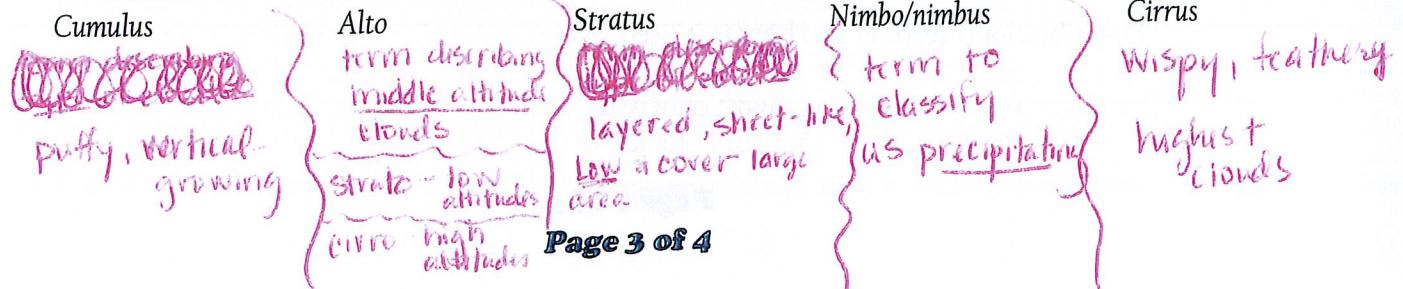 Cumulus
puffy, vertical-
growing
Alto
term describing
middle altitude
clouds
strato - low
altitudes
cirro - high
altitudes
Stratus
layered, sheet-like,
Low & cover large
area
Nimbo/nimbus
term to
classify
as precipitating
Cirrus
wispy, feathery
highest
clouds
Page 3 of 4